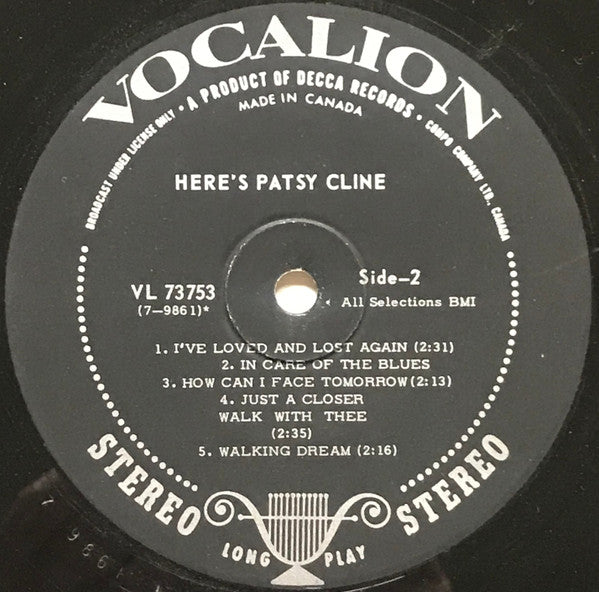 VOCALION
• A PRODUCT OF DECCA RECORDS •
BROADCAST UNDER LICENSE ONLY
COMPO COMPANY LTD., CANADA
MADE IN CANADA
HERE'S PATSY CLINE
VL 73753
(7-9861)*
Side-2
All Selections BMI
1. I'VE LOVED AND LOST AGAIN (2:31)
2. IN CARE OF THE BLUES
3. HOW CAN I FACE TOMORROW (2:13)
4. JUST A CLOSER
WALK WITH THEE
(2:35)
5. WALKING DREAM (2:16)
STEREO
LONG PLAY
STEREO
7 9861